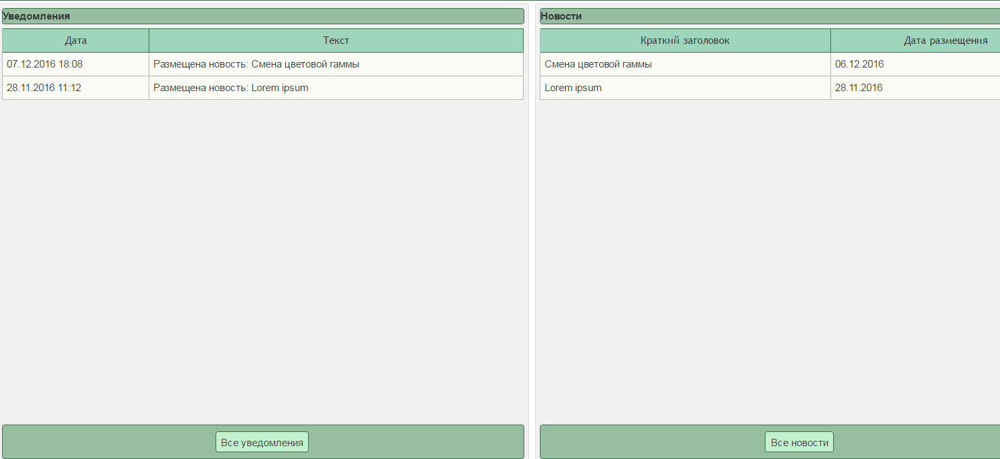 Уведомления
Дата Текст
07.12.2016 18:08 Размещена новость: Смена цветовой гаммы
28.11.2016 11:12 Размещена новость: Lorem ipsum
Все уведомления
Новости
Краткий заголовок Дата размещения
Смена цветовой гаммы 06.12.2016
Lorem ipsum 28.11.2016
Все новости